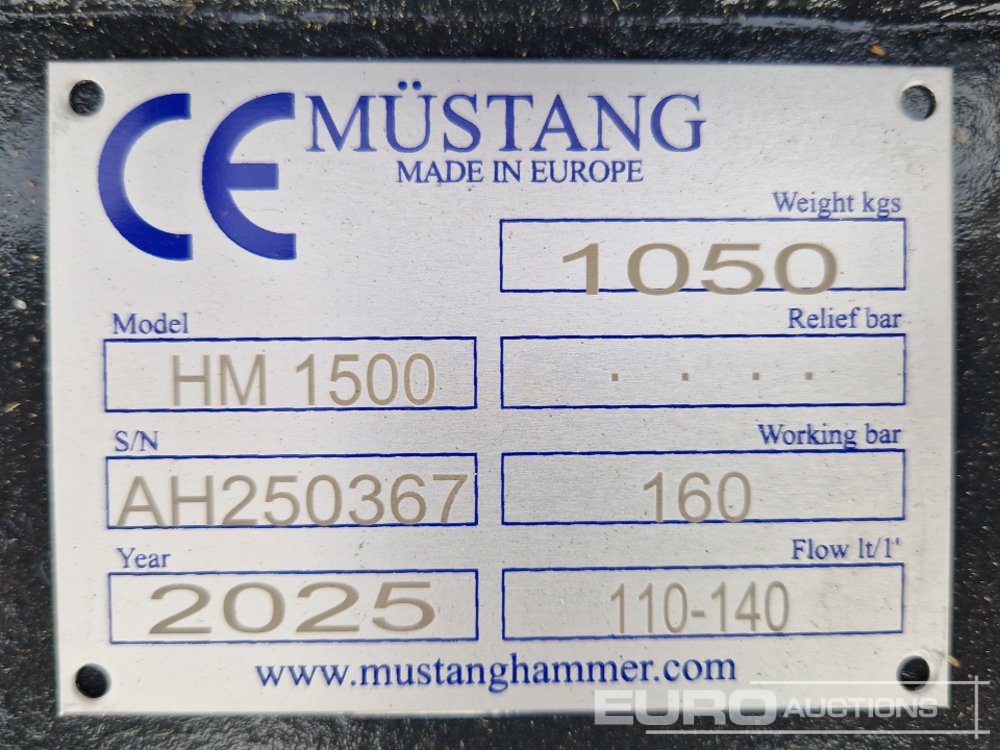 CE MÜSTANG
MADE IN EUROPE
Weight kgs
1050
Model
HM 1500
Relief bar
. . . .
S/N
AH250367
Working bar
160
Year
2025
Flow lt/1'
110-140
www.mustanghammer.com
EURO AUCTIONS